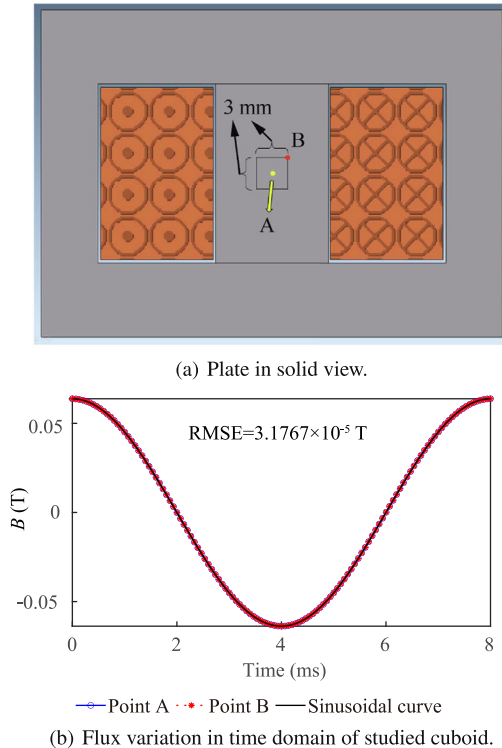 3 mm
B
A
(a) Plate in solid view.
RMSE=3.1767×10⁻⁵ T
B (T)
0.05
0
-0.05
0 2 4 6 8
Time (ms)
Point A Point B Sinusoidal curve
(b) Flux variation in time domain of studied cuboid.